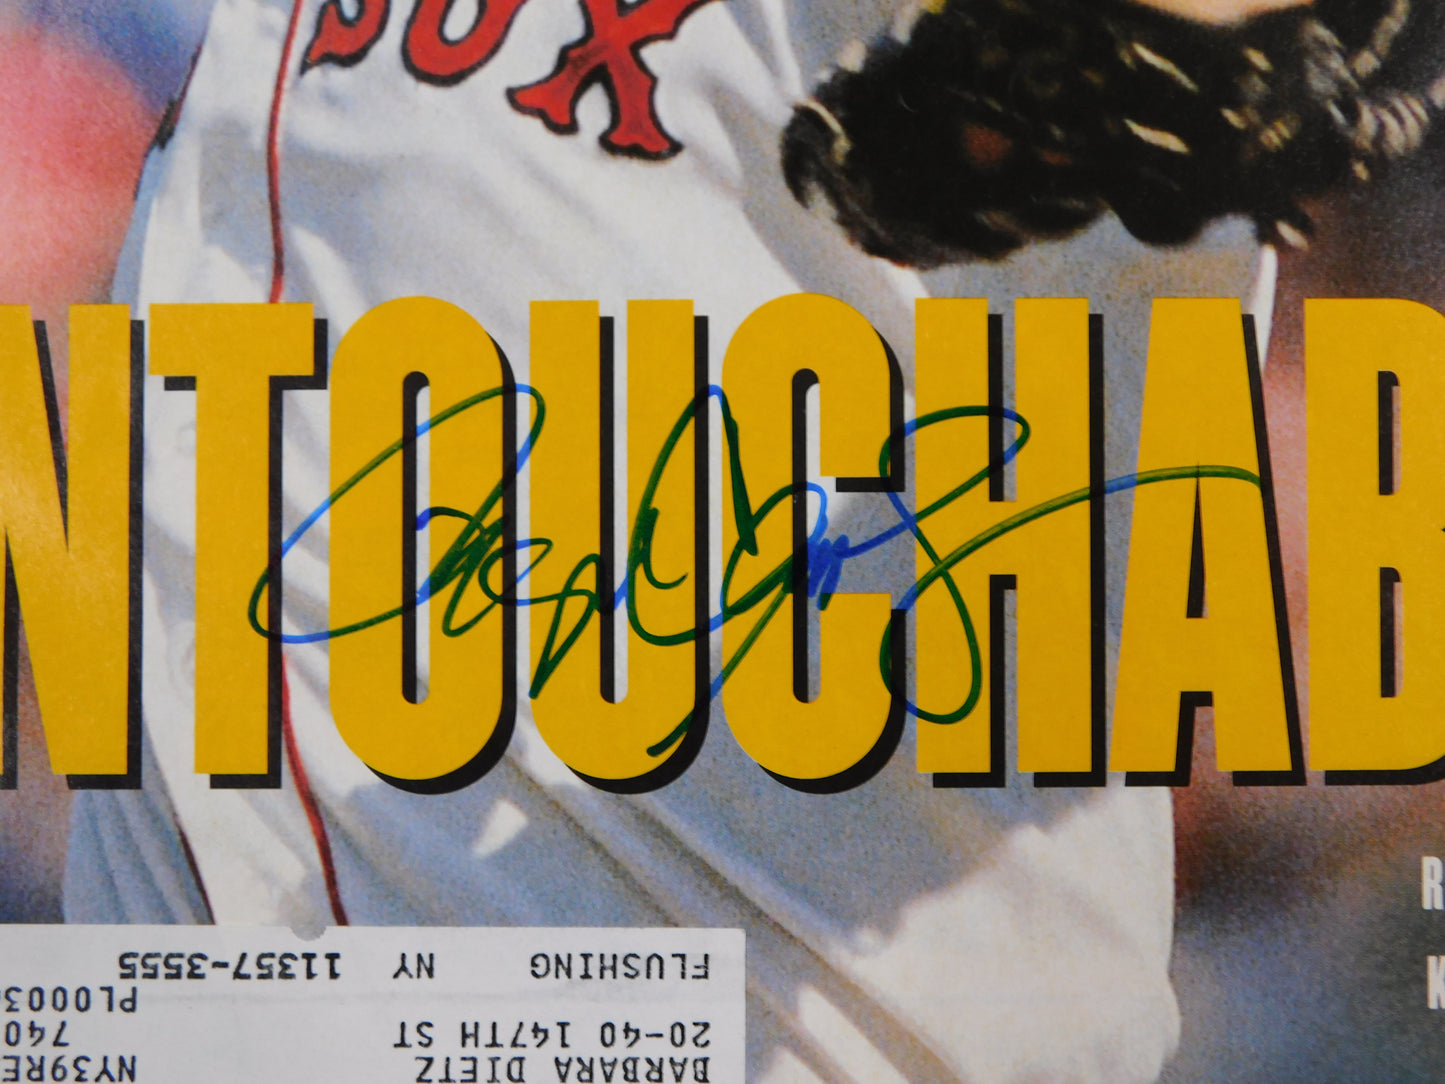 SOX
NTOUCHAB
R
K
BARBARA DIETZ NY39RE
20-40 147TH ST 740
PL0003
FLUSHING NY 11357-3555